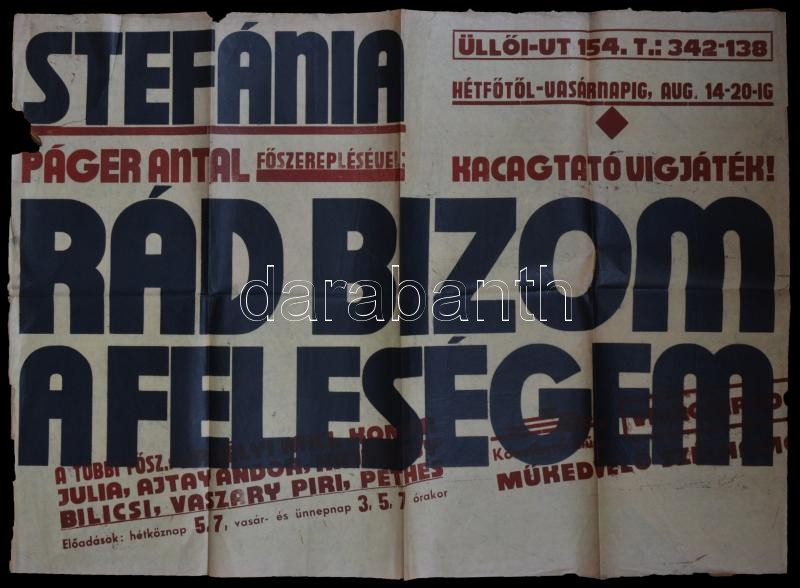 STEFÁNIA
ÜLLŐI-UT 154. T.: 342-138
HÉTFŐTŐL-VASÁRNAPIG, AUG. 14-20-IG
PÁGER ANTAL FŐSZEREPLÉSÉVEL:
KACAGTATÓ VIGJÁTÉK!
RÁD BIZOM
A FELESÉGEM
darabanth
A TÖBBI FŐSZ.:
JULIA, AJTAY ANDOR,
BILICSI, VASZARY PIRI, PETHES
Előadások: hétköznap 5, 7, vasár- és ünnepnap 3, 5, 7 órakor
MŰKEDVELŐ